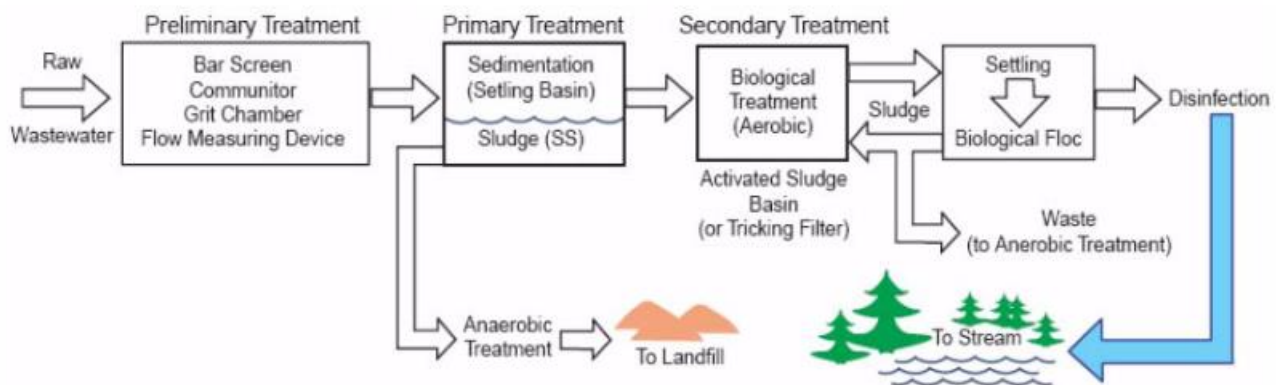 Preliminary Treatment
Primary Treatment
Secondary Treatment
Raw
Wastewater
Bar Screen
Communitor
Grit Chamber
Flow Measuring Device
Sedimentation
(Setling Basin)
Sludge (SS)
Biological
Treatment
(Aerobic)
Activated Sludge
Basin
(or Tricking Filter)
Sludge
Settling
Biological Floc
Disinfection
Waste
(to Anerobic Treatment)
Anaerobic
Treatment
To Landfill
To Stream